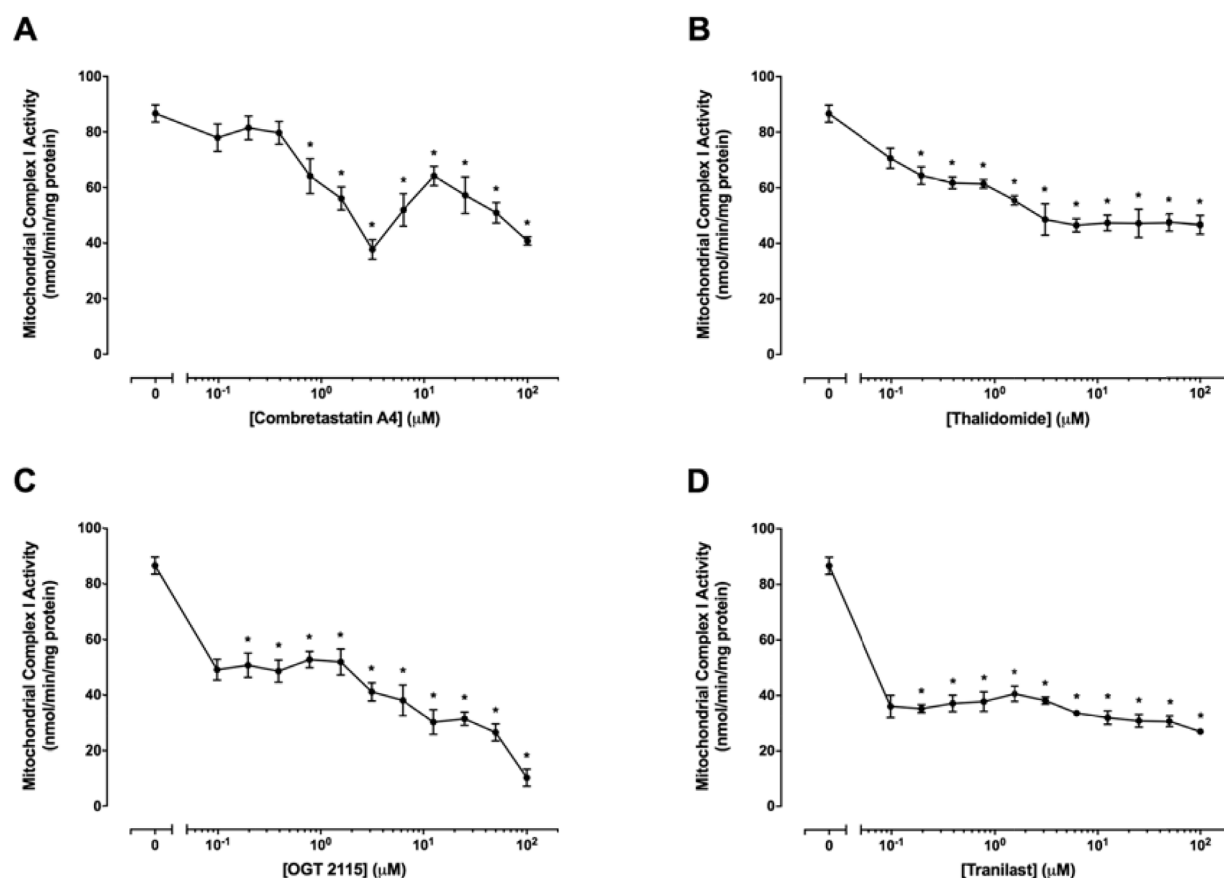 A
Mitochondrial Complex I Activity
(nmol/min/mg protein)
100
80
60
40
20
0
* * * * * * * *
0 10⁻¹ 10⁰ 10¹ 10²
[Combretastatin A4] (μM)
B
Mitochondrial Complex I Activity
(nmol/min/mg protein)
100
80
60
40
20
0
* * * * * * * * * *
0 10⁻¹ 10⁰ 10¹ 10²
[Thalidomide] (μM)
C
Mitochondrial Complex I Activity
(nmol/min/mg protein)
100
80
60
40
20
0
* * * * * * * * * *
0 10⁻¹ 10⁰ 10¹ 10²
[OGT 2115] (μM)
D
Mitochondrial Complex I Activity
(nmol/min/mg protein)
100
80
60
40
20
0
* * * * * * * * * *
0 10⁻¹ 10⁰ 10¹ 10²
[Tranilast] (μM)